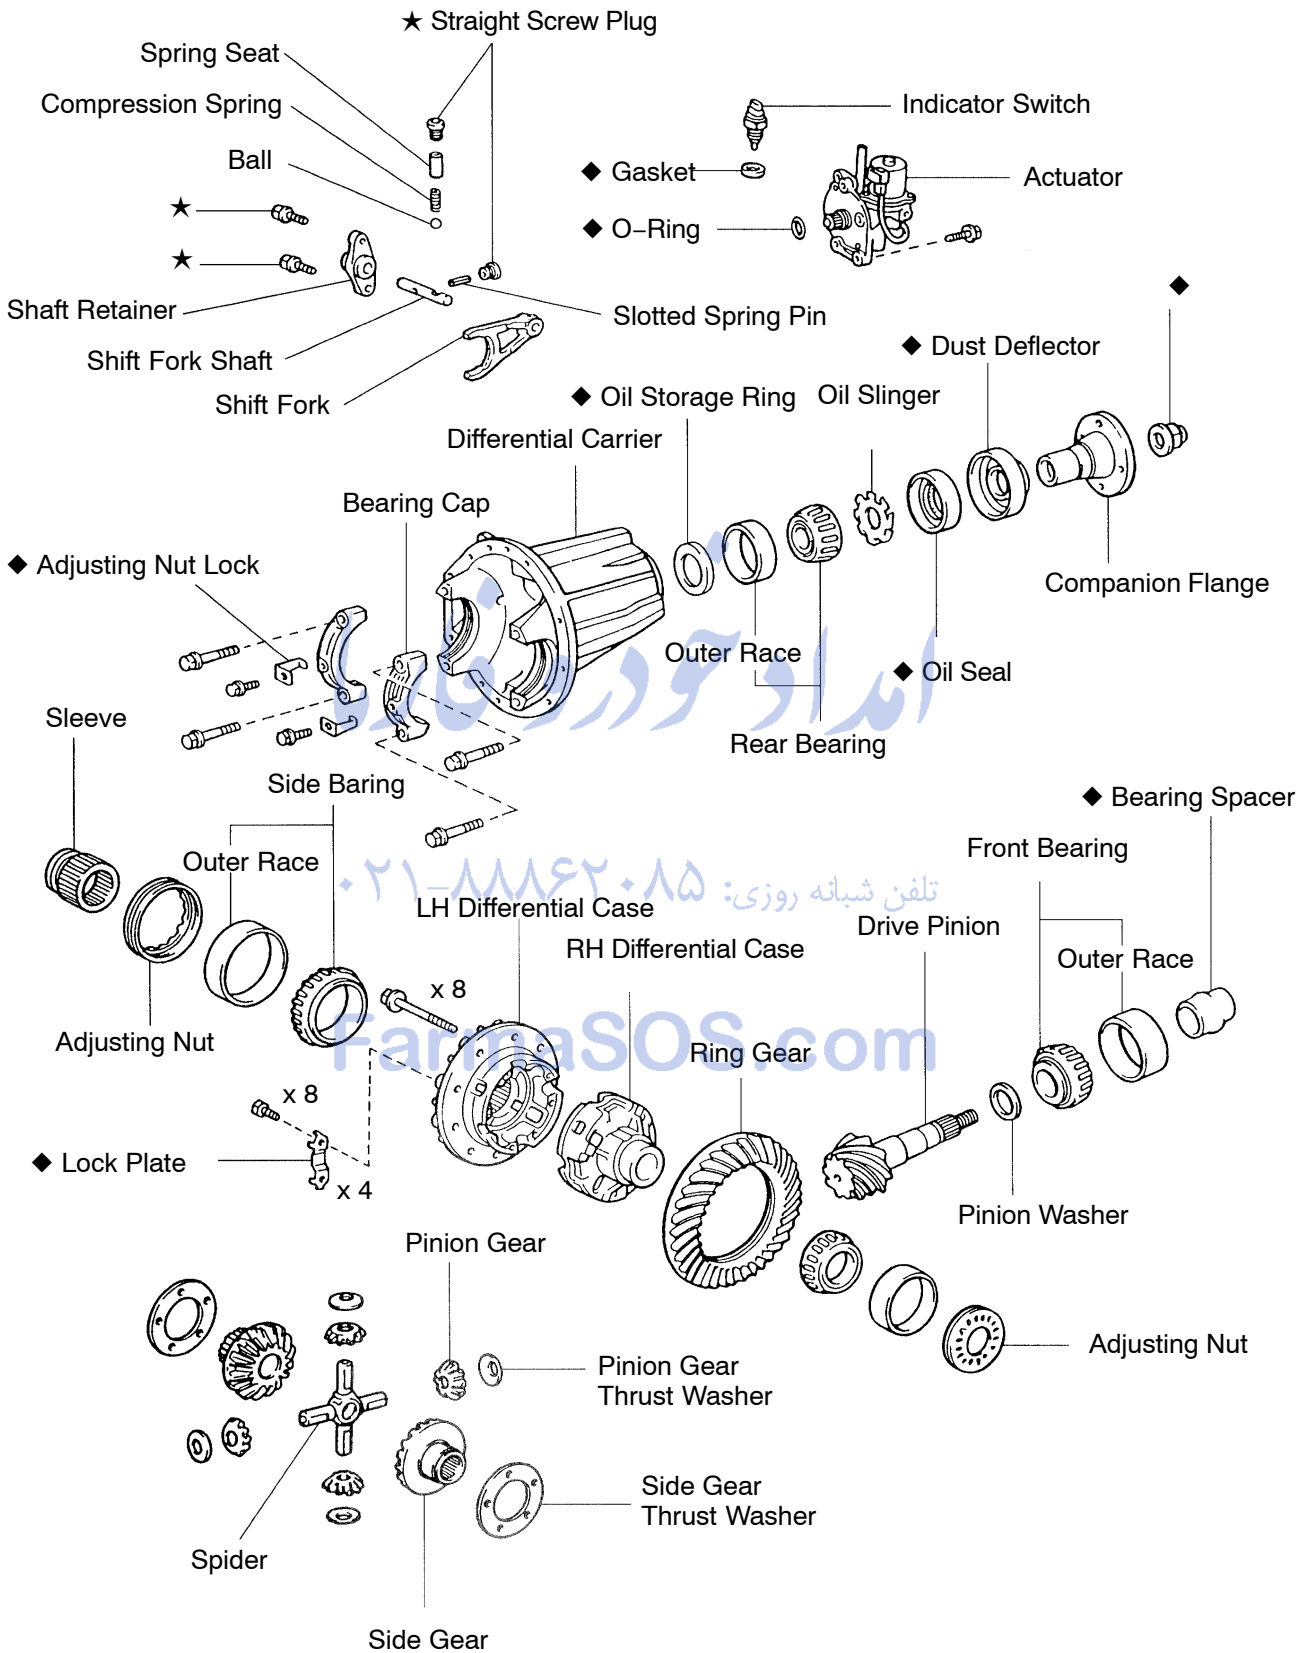 ★ Straight Screw Plug
Spring Seat
Compression Spring
Ball
★
★
Shaft Retainer
Shift Fork Shaft
Shift Fork
Slotted Spring Pin
Indicator Switch
◆ Gasket
Actuator
◆ O-Ring
◆
◆ Dust Deflector
◆ Oil Storage Ring
Oil Slinger
Differential Carrier
Bearing Cap
◆ Adjusting Nut Lock
Companion Flange
Outer Race
◆ Oil Seal
Rear Bearing
امداد خودرو فارما
Sleeve
Side Baring
Outer Race
◆ Bearing Spacer
Front Bearing
تلفن شبانه روزی: ۰۲۱-۸۸۸۶۲۰۸۵
LH Differential Case
RH Differential Case
Drive Pinion
Outer Race
x 8
Adjusting Nut
FarmaSOS.com
Ring Gear
x 8
◆ Lock Plate
x 4
Pinion Washer
Pinion Gear
Adjusting Nut
Pinion Gear
Thrust Washer
Side Gear
Thrust Washer
Spider
Side Gear